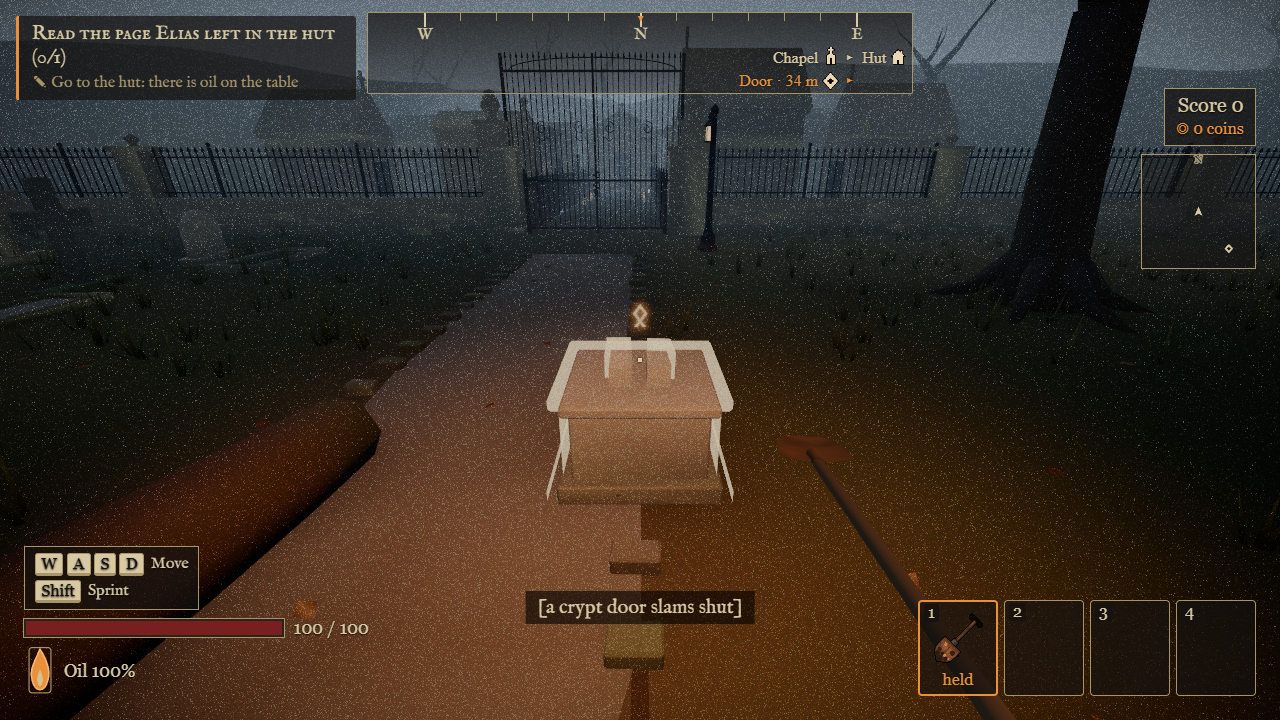 Read the page Elias left in the hut
(0/1)
Go to the hut: there is oil on the table
W N E
Chapel Hut
Door · 34 m
Score 0
0 coins
W A S D Move
Shift Sprint
100 / 100
Oil 100%
[a crypt door slams shut]
1 2 3 4
held